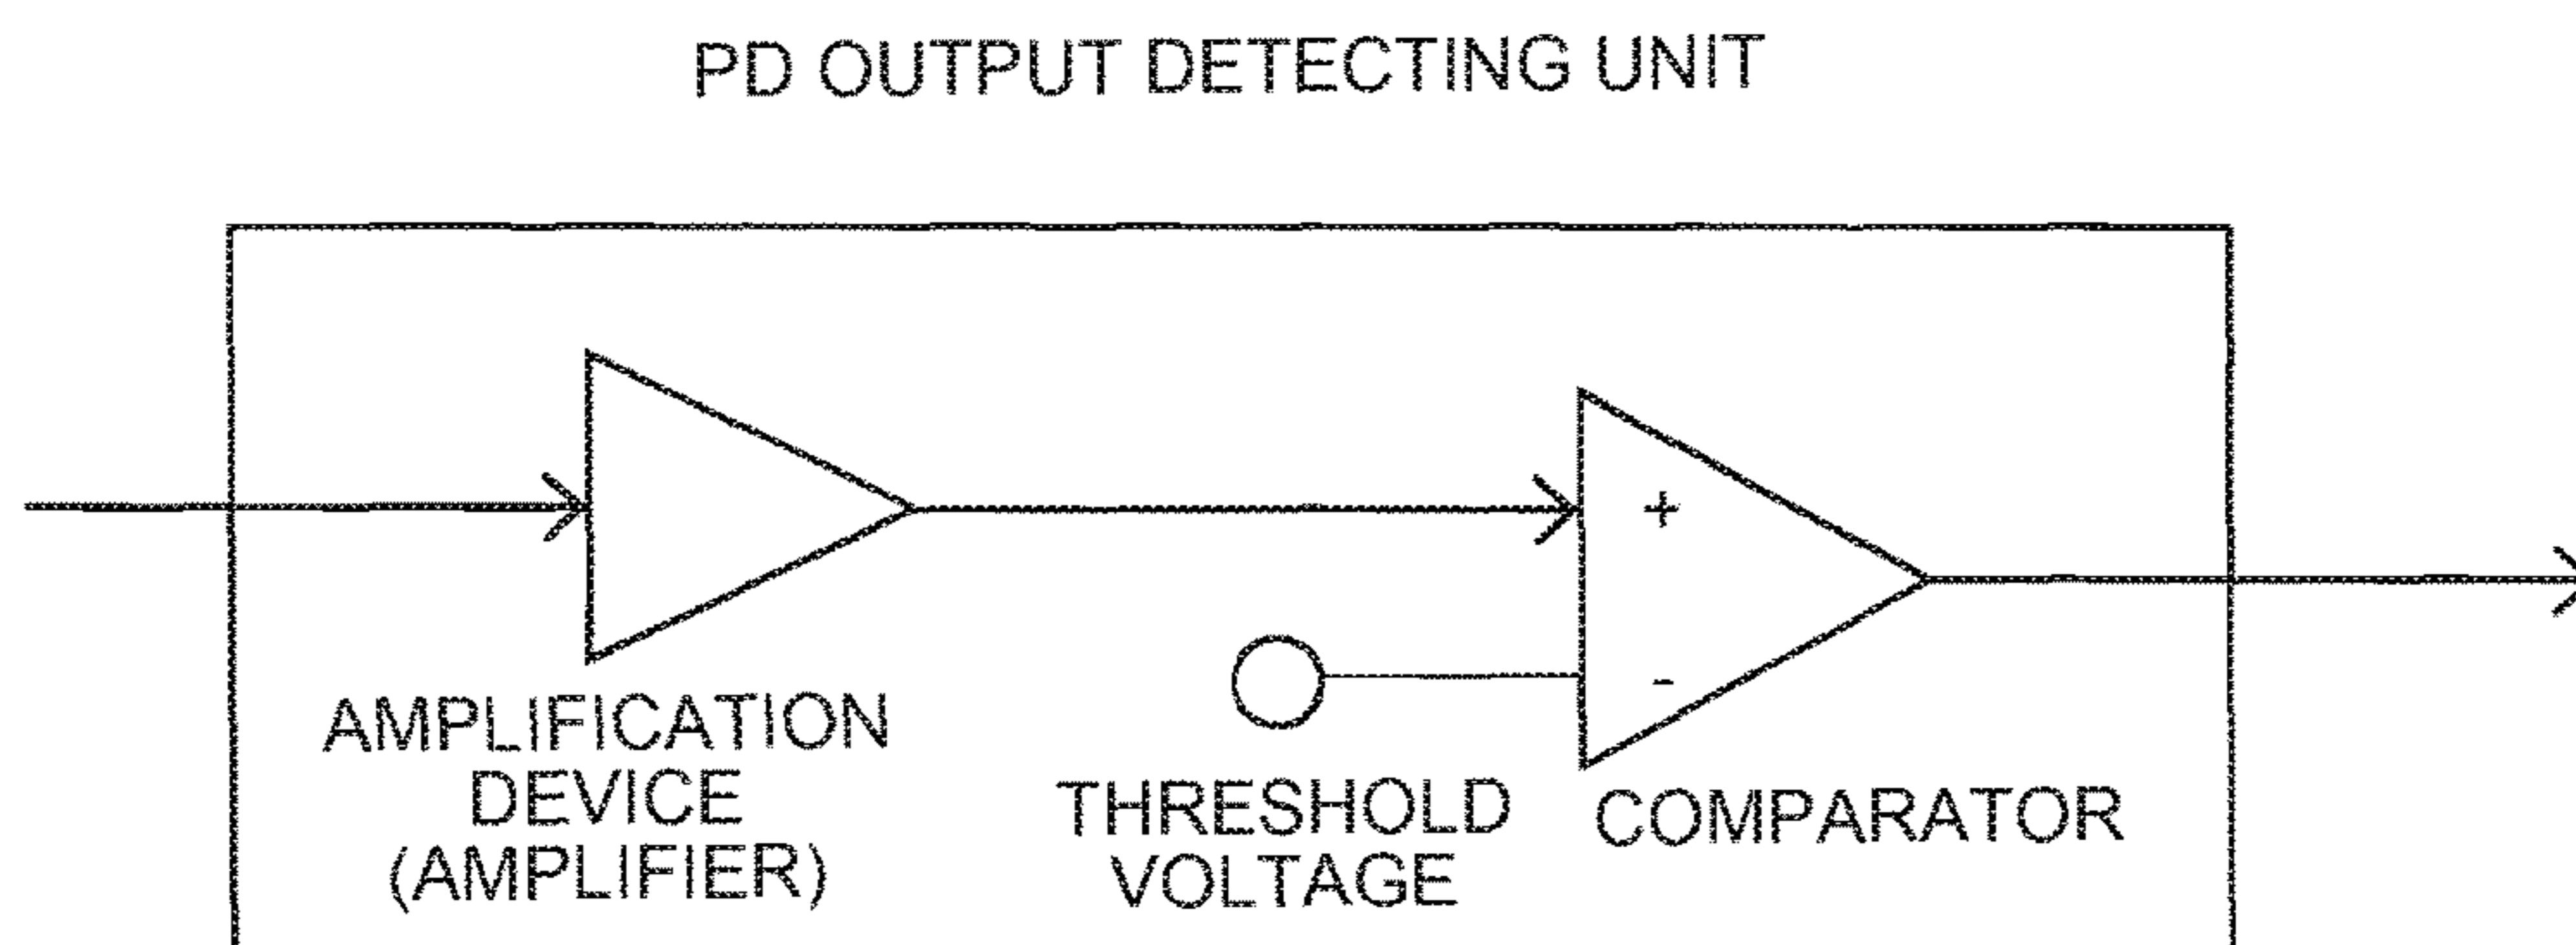 PD OUTPUT DETECTING UNIT
+
-
AMPLIFICATION
DEVICE
(AMPLIFIER)
THRESHOLD
VOLTAGE
COMPARATOR